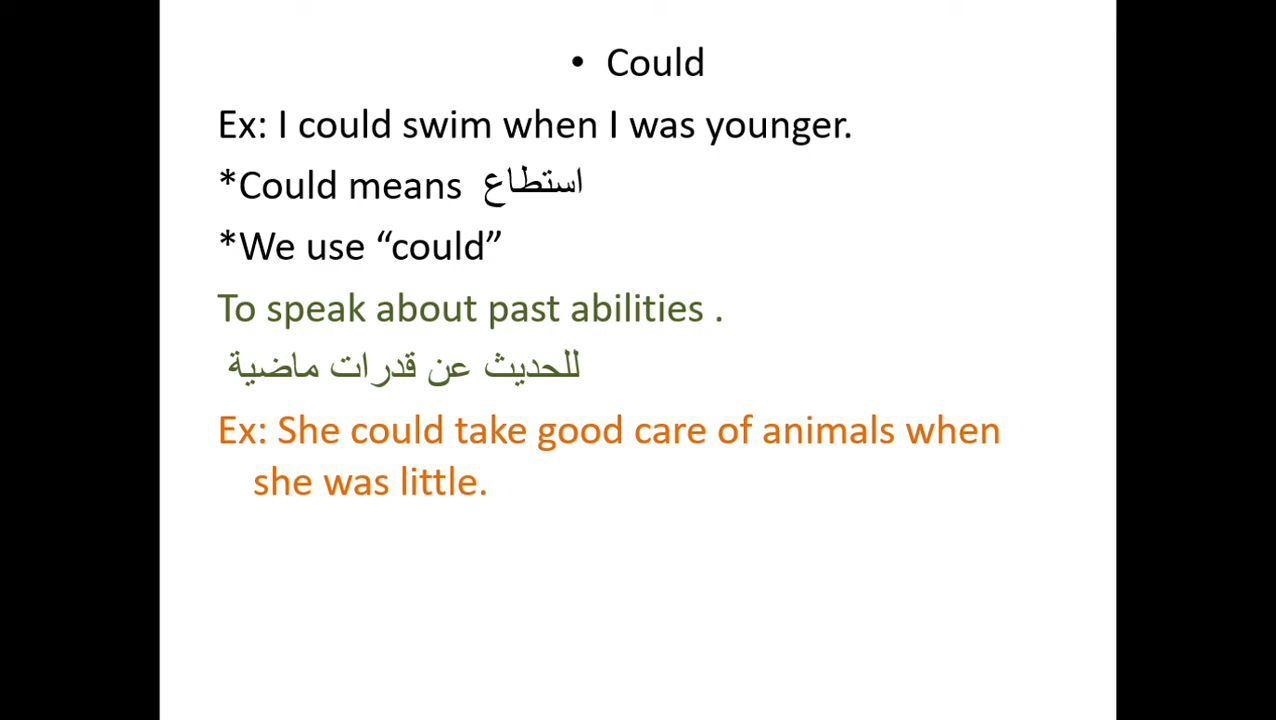 • Could
Ex: I could swim when I was younger.
*Could means استطاع
*We use “could”
To speak about past abilities .
للحديث عن قدرات ماضية
Ex: She could take good care of animals when
she was little.